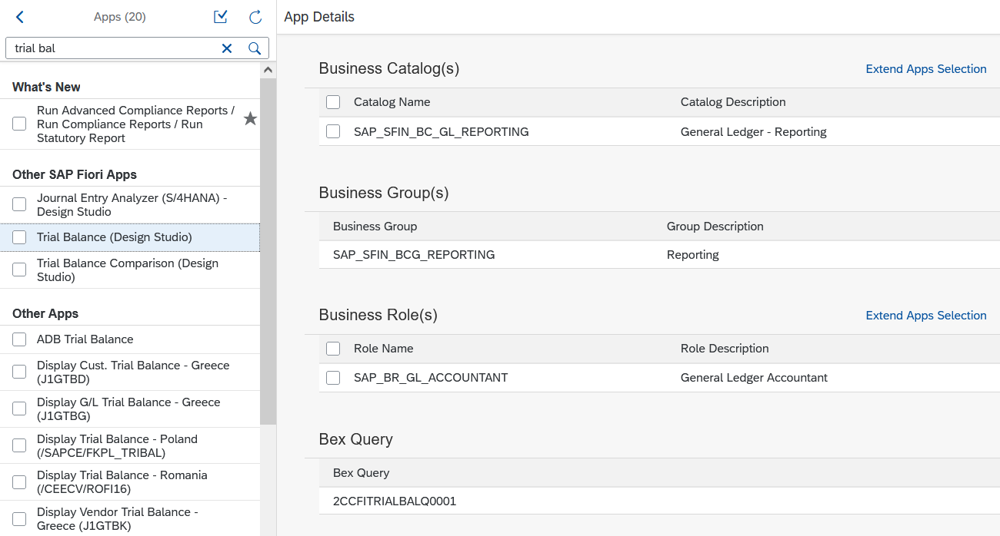 Apps (20)
trial bal
What's New
Run Advanced Compliance Reports /
Run Compliance Reports / Run
Statutory Report
Other SAP Fiori Apps
Journal Entry Analyzer (S/4HANA) -
Design Studio
Trial Balance (Design Studio)
Trial Balance Comparison (Design
Studio)
Other Apps
ADB Trial Balance
Display Cust. Trial Balance - Greece
(J1GTBD)
Display G/L Trial Balance - Greece
(J1GTBG)
Display Trial Balance - Poland
(/SAPCE/FKPL_TRIBAL)
Display Trial Balance - Romania
(/CEECV/ROFI16)
Display Vendor Trial Balance -
Greece (J1GTBK)
App Details
Business Catalog(s) Extend Apps Selection
Catalog Name Catalog Description
SAP_SFIN_BC_GL_REPORTING General Ledger - Reporting
Business Group(s)
Business Group Group Description
SAP_SFIN_BCG_REPORTING Reporting
Business Role(s) Extend Apps Selection
Role Name Role Description
SAP_BR_GL_ACCOUNTANT General Ledger Accountant
Bex Query
Bex Query
2CCFITRIALBALQ0001